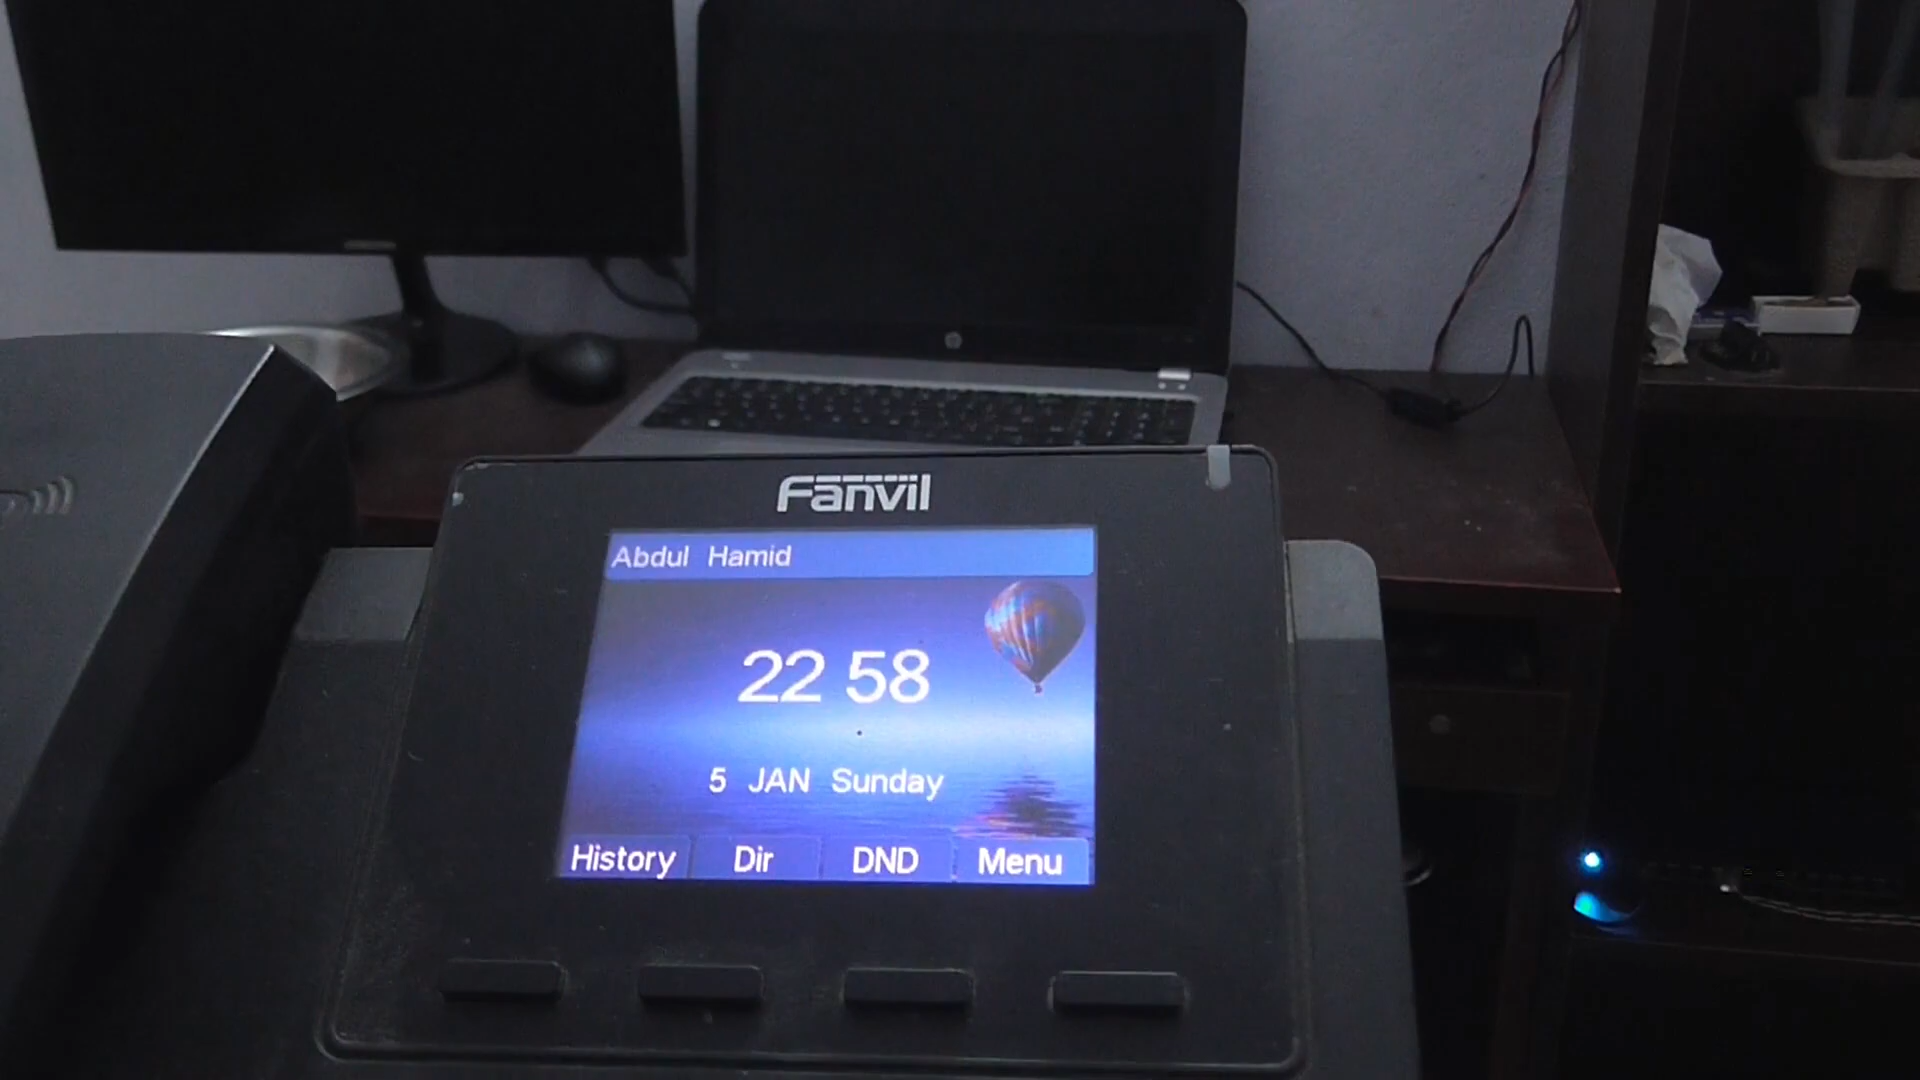 Fanvil
Abdul Hamid
22 58
5 JAN Sunday
History Dir DND Menu